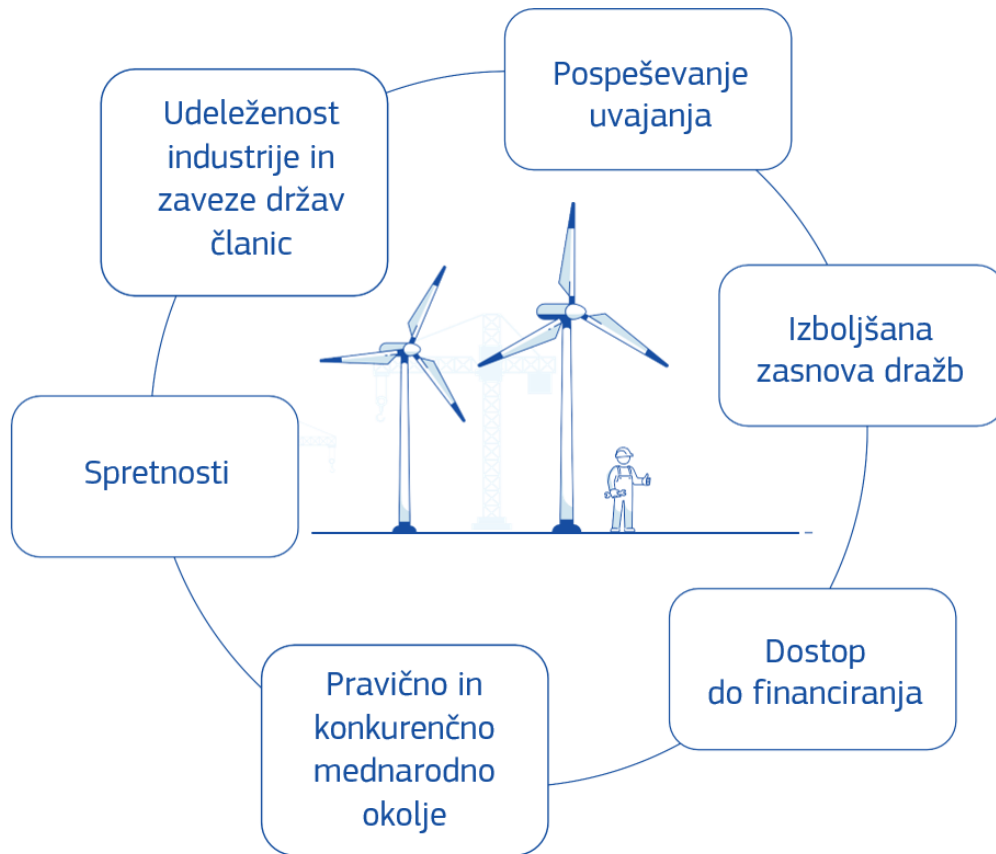 Pospeševanje
uvajanja
Izboljšana
zasnova dražb
Dostop
do financiranja
Pravično in
konkurenčno
mednarodno
okolje
Spretnosti
Udeleženost
industrije in
zaveze držav
članic